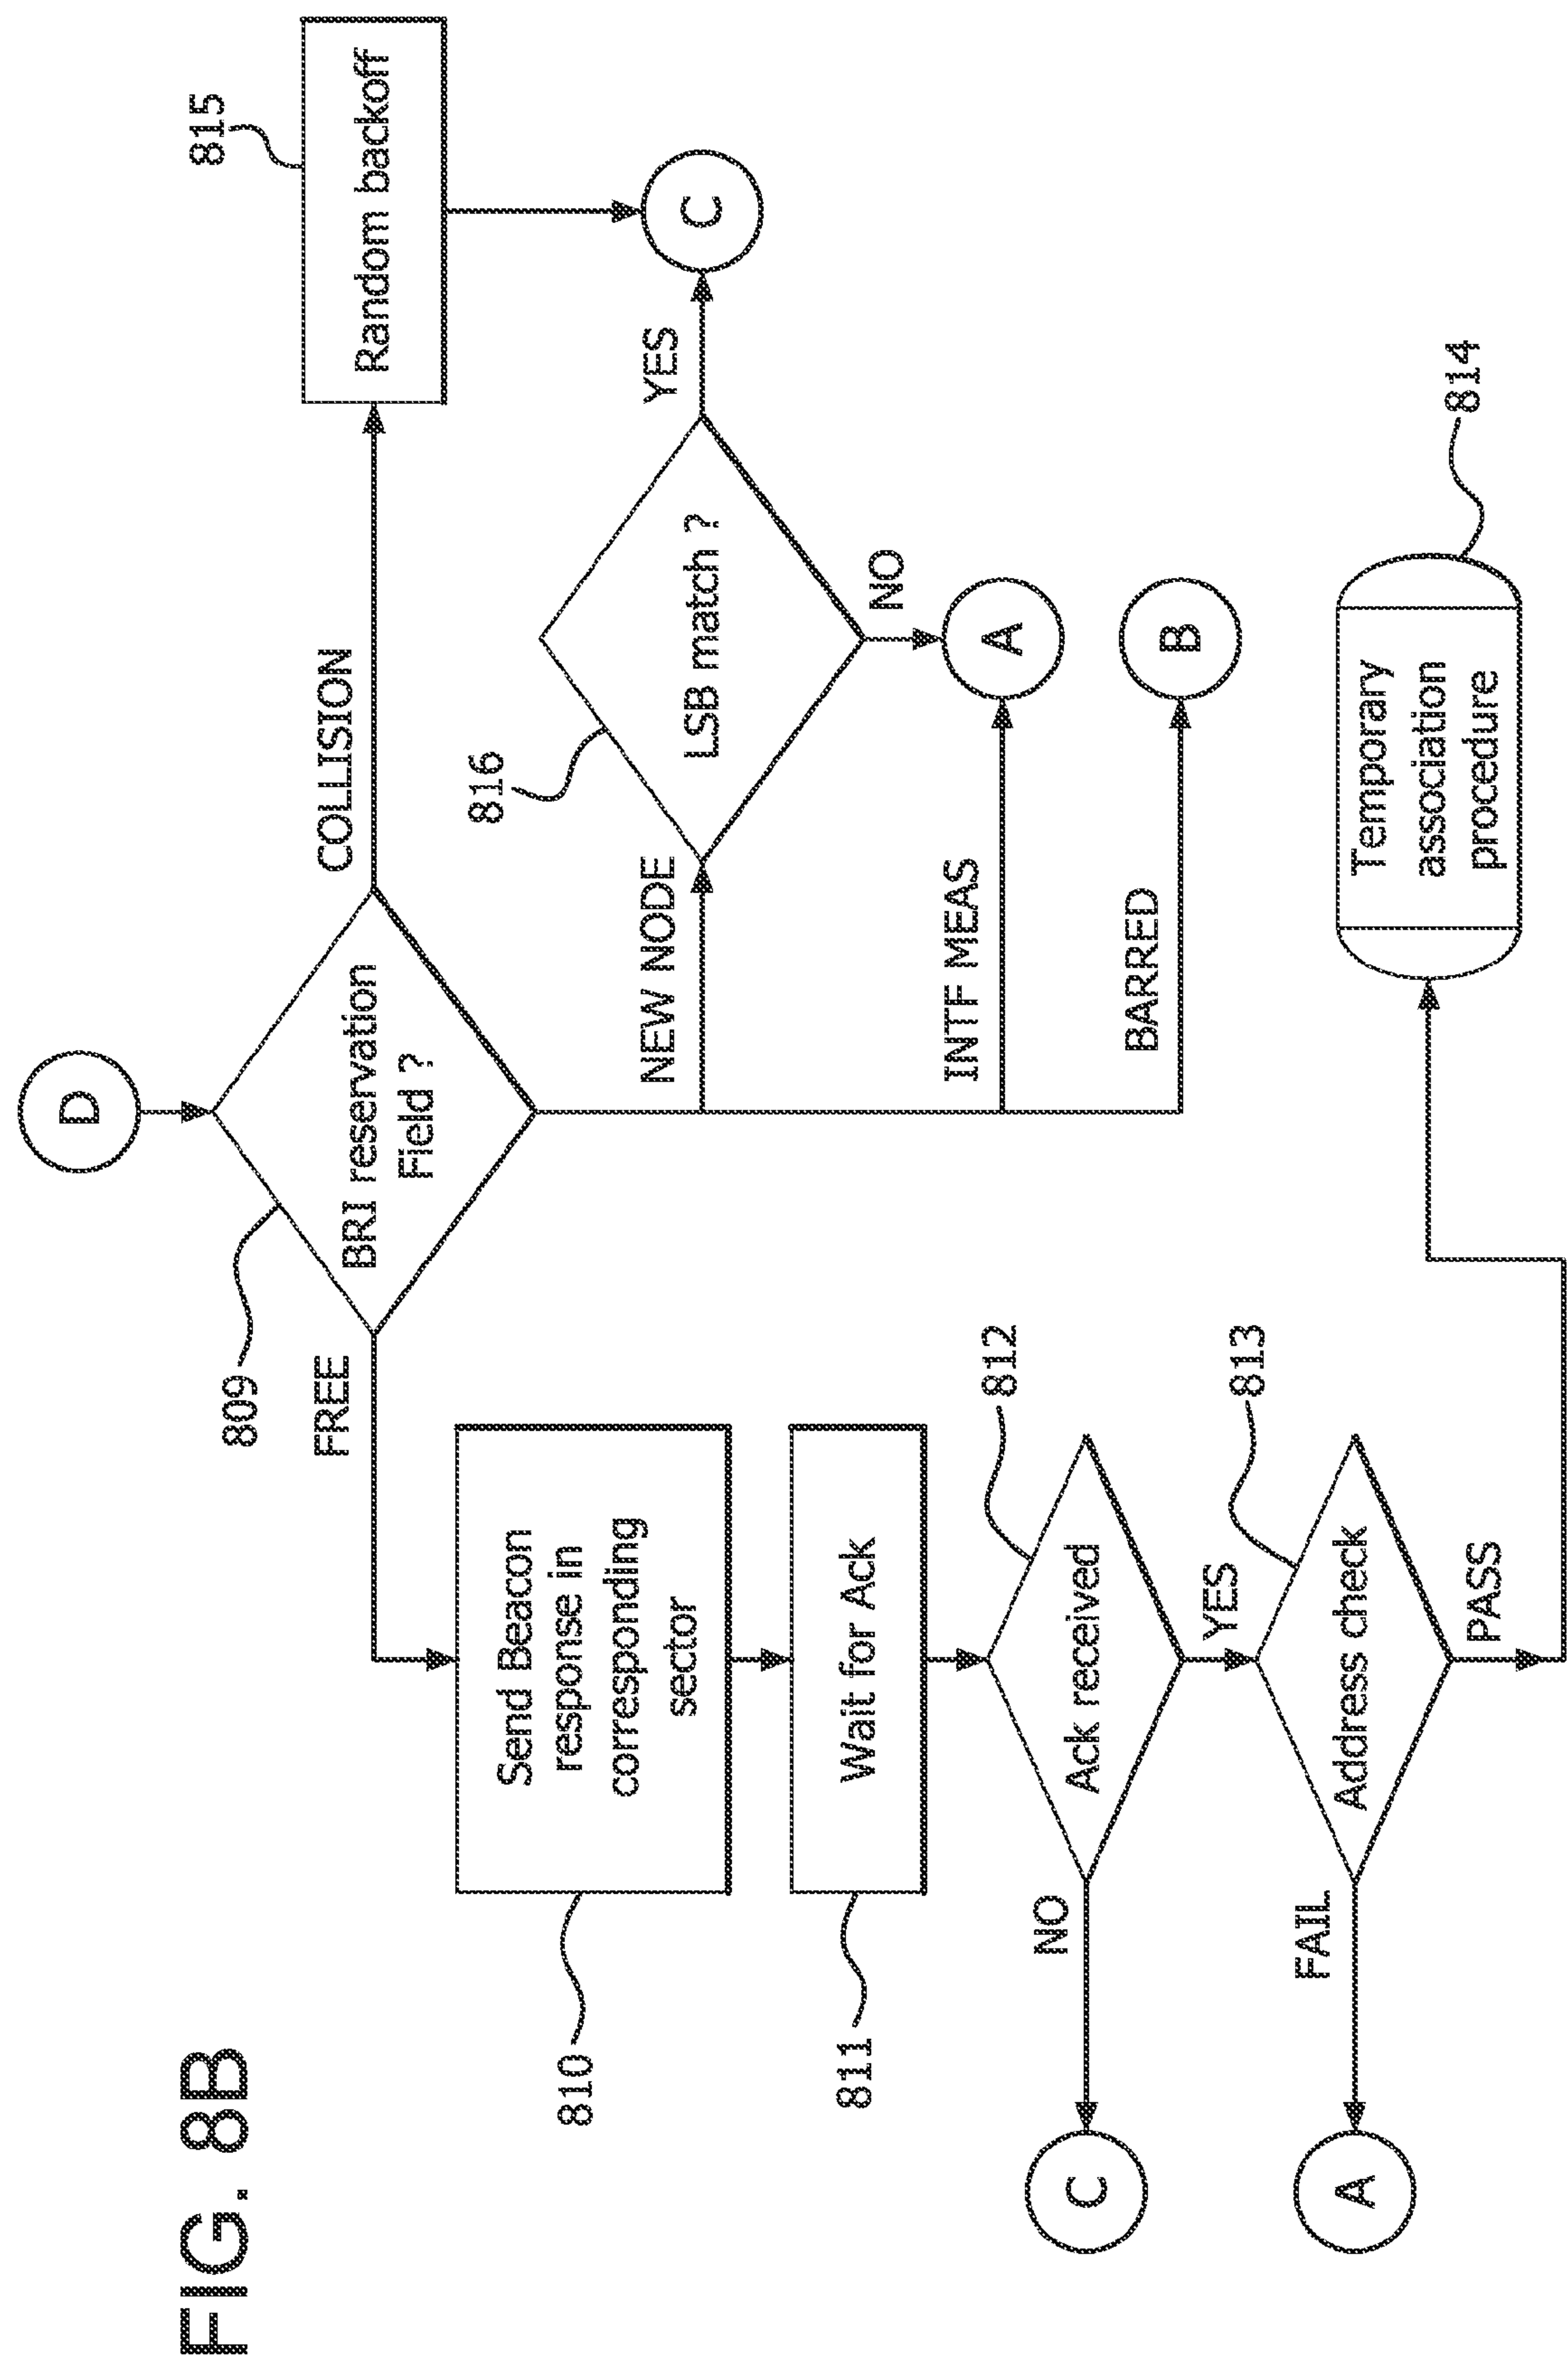 FIG. 8B
D
809
BRI reservation
Field ?
FREE
COLLISION
815
Random backoff
810
Send Beacon
response in
corresponding
sector
811
Wait for Ack
812
Ack received
NO
C
YES
813
Address check
FAIL
A
PASS
814
Temporary
association
procedure
NEW NODE
816
LSB match ?
YES
C
NO
INTF MEAS
A
BARRED
B